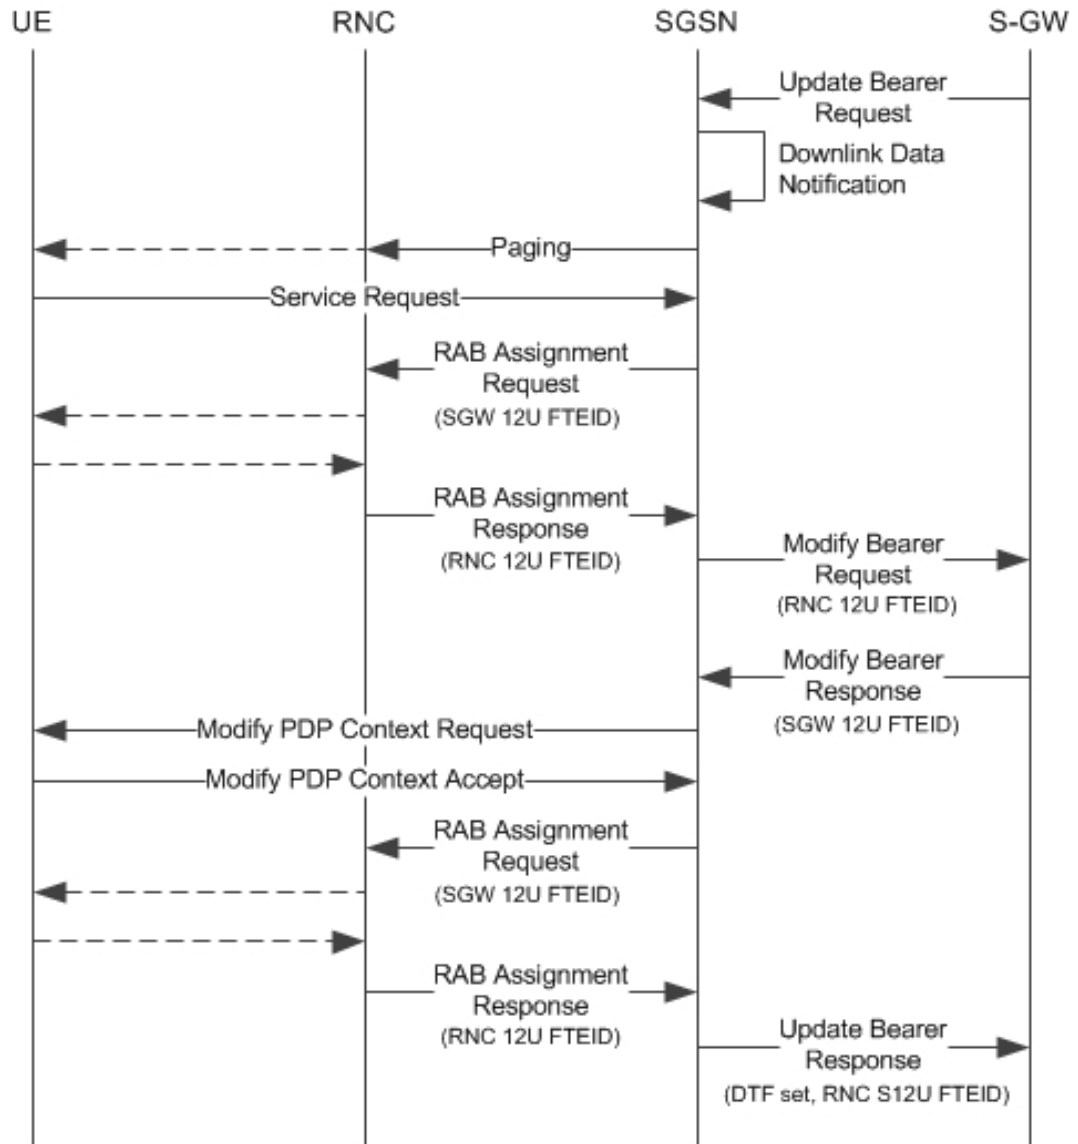 UE RNC SGSN S-GW
Update Bearer
Request
Downlink Data
Notification
Paging
Service Request
RAB Assignment
Request
(SGW 12U FTEID)
RAB Assignment
Response
(RNC 12U FTEID)
Modify Bearer
Request
(RNC 12U FTEID)
Modify Bearer
Response
(SGW 12U FTEID)
Modify PDP Context Request
Modify PDP Context Accept
RAB Assignment
Request
(SGW 12U FTEID)
RAB Assignment
Response
(RNC 12U FTEID)
Update Bearer
Response
(DTF set, RNC S12U FTEID)